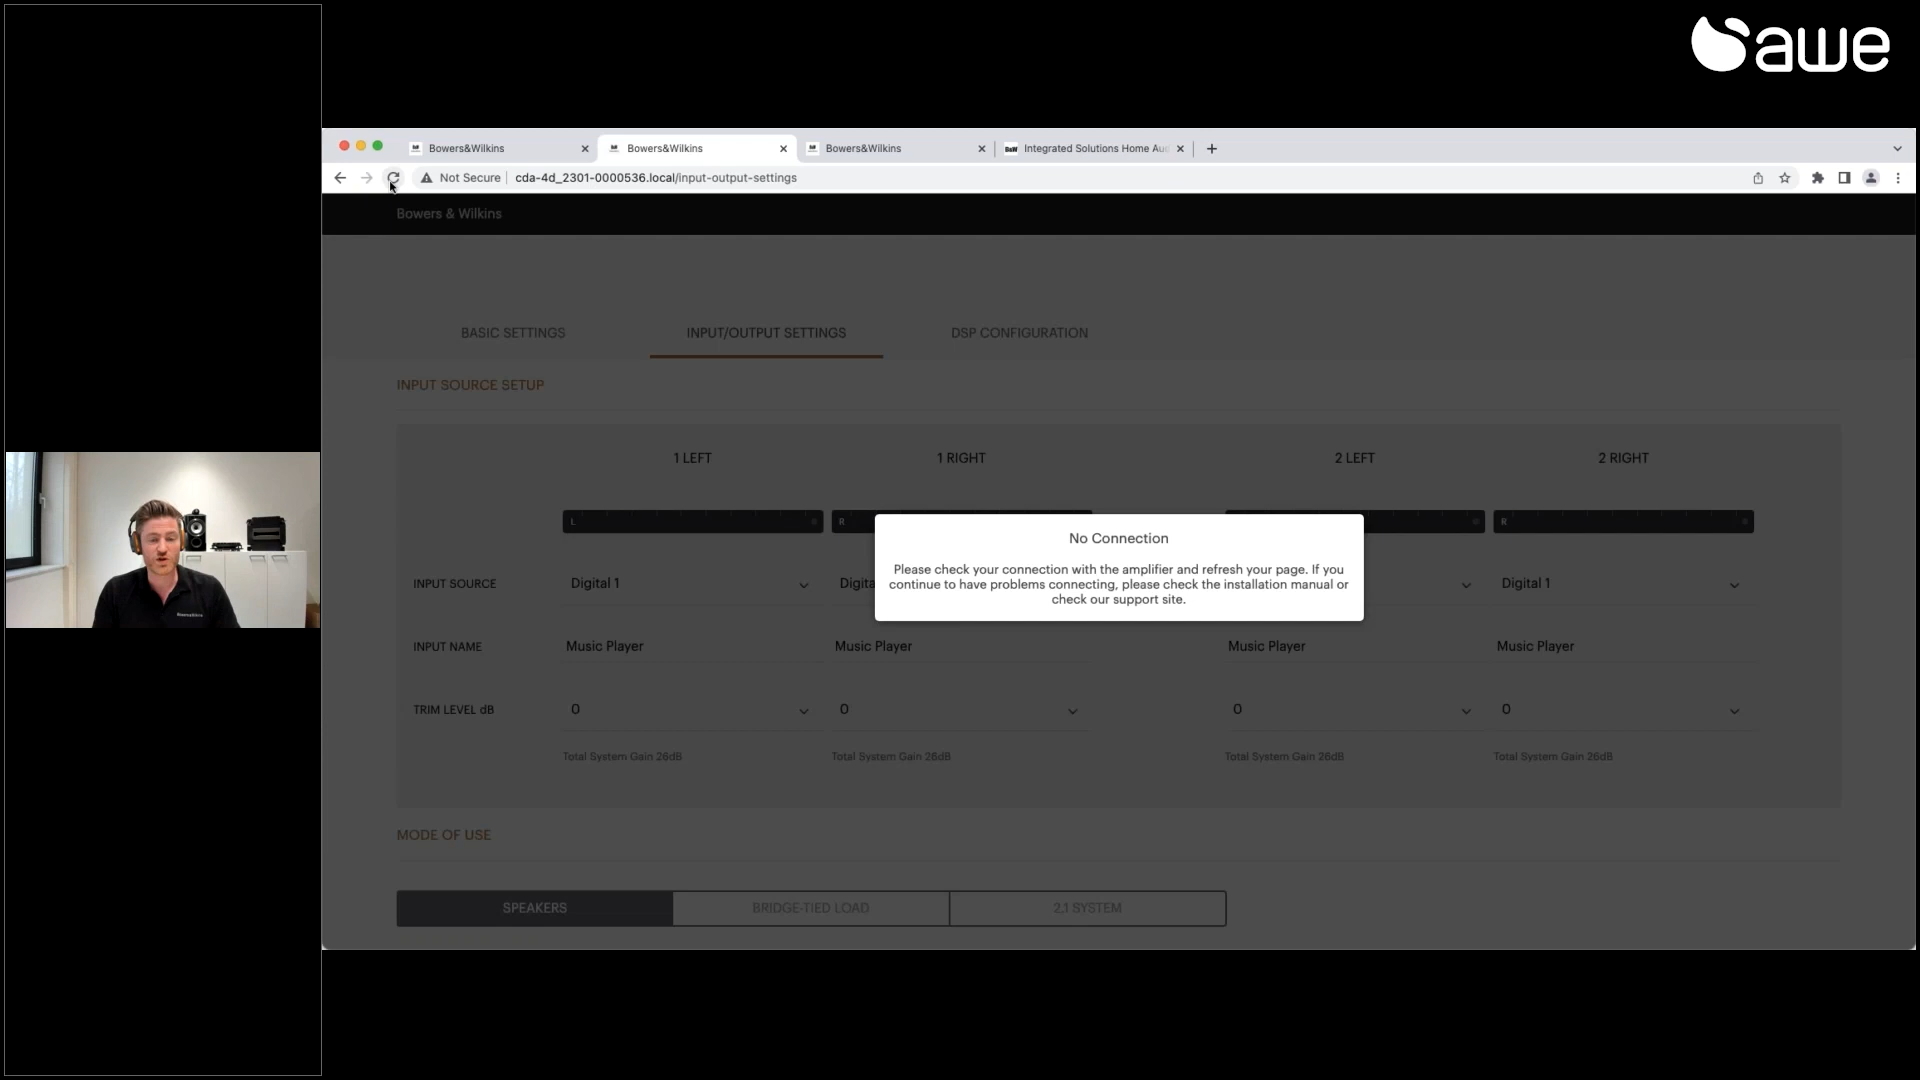 awe
Bowers&Wilkins
Bowers&Wilkins
Bowers&Wilkins
B&W Integrated Solutions Home Au
Not Secure cda-4d_2301-0000536.local/input-output-settings
Bowers & Wilkins
BASIC SETTINGS INPUT/OUTPUT SETTINGS DSP CONFIGURATION
INPUT SOURCE SETUP
1 LEFT 1 RIGHT 2 LEFT 2 RIGHT
L R R
No Connection
Please check your connection with the amplifier and refresh your page. If you
continue to have problems connecting, please check the installation manual or
check our support site.
INPUT SOURCE Digital 1 Digita Digital 1
INPUT NAME Music Player Music Player Music Player Music Player
TRIM LEVEL dB 0 0 0 0
Total System Gain 26dB Total System Gain 26dB Total System Gain 26dB Total System Gain 26dB
MODE OF USE
SPEAKERS BRIDGE-TIED LOAD 2.1 SYSTEM